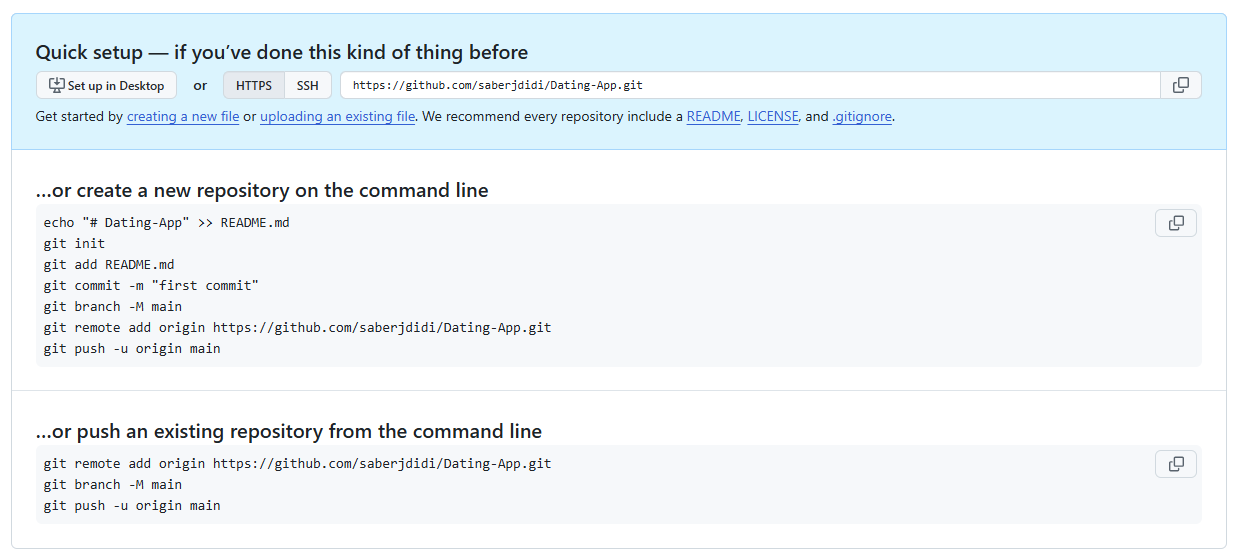 Quick setup — if you’ve done this kind of thing before
Set up in Desktop or HTTPS SSH https://github.com/saberjdidi/Dating-App.git
Get started by creating a new file or uploading an existing file. We recommend every repository include a README, LICENSE, and .gitignore.
…or create a new repository on the command line
echo "# Dating-App" >> README.md
git init
git add README.md
git commit -m "first commit"
git branch -M main
git remote add origin https://github.com/saberjdidi/Dating-App.git
git push -u origin main
…or push an existing repository from the command line
git remote add origin https://github.com/saberjdidi/Dating-App.git
git branch -M main
git push -u origin main